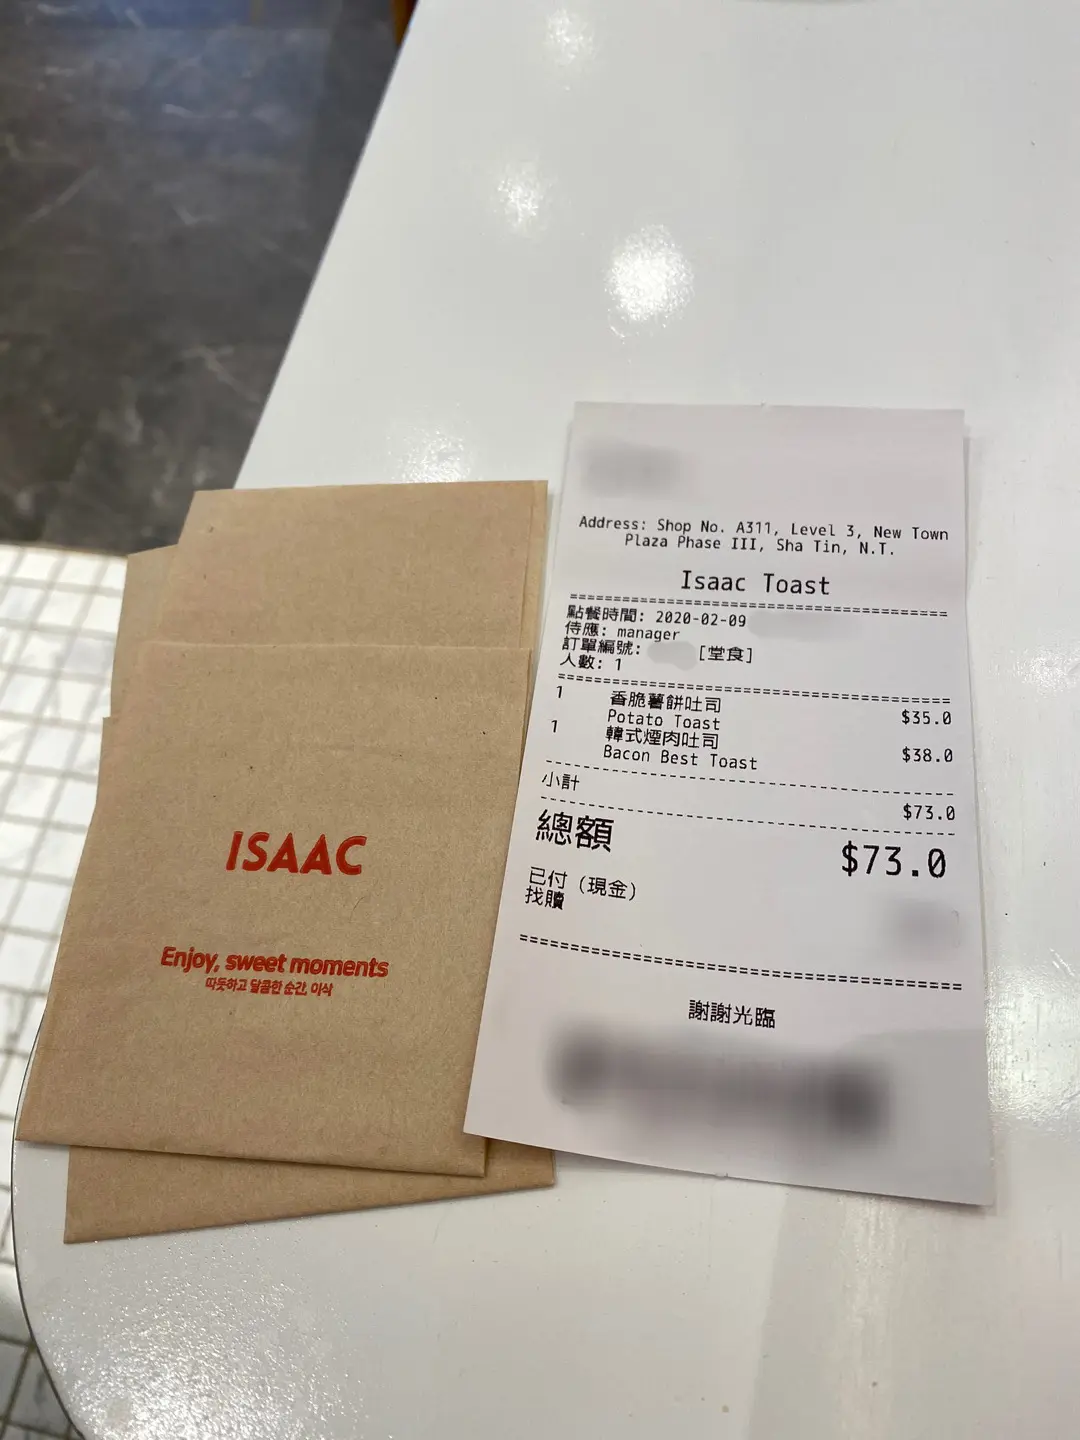 ISAAC
Enjoy, sweet moments
따뜻하고 달콤한 순간, 이삭
Address: Shop No. A311, Level 3, New Town
Plaza Phase III, Sha Tin, N.T.
Isaac Toast
點餐時間: 2020-02-09
侍應: manager
訂單編號: [堂食]
人數: 1
1 香脆薯餅吐司 $35.0
Potato Toast
1 韓式煙肉吐司 $38.0
Bacon Best Toast
小計 $73.0
總額 $73.0
已付 (現金)
找贖
謝謝光臨